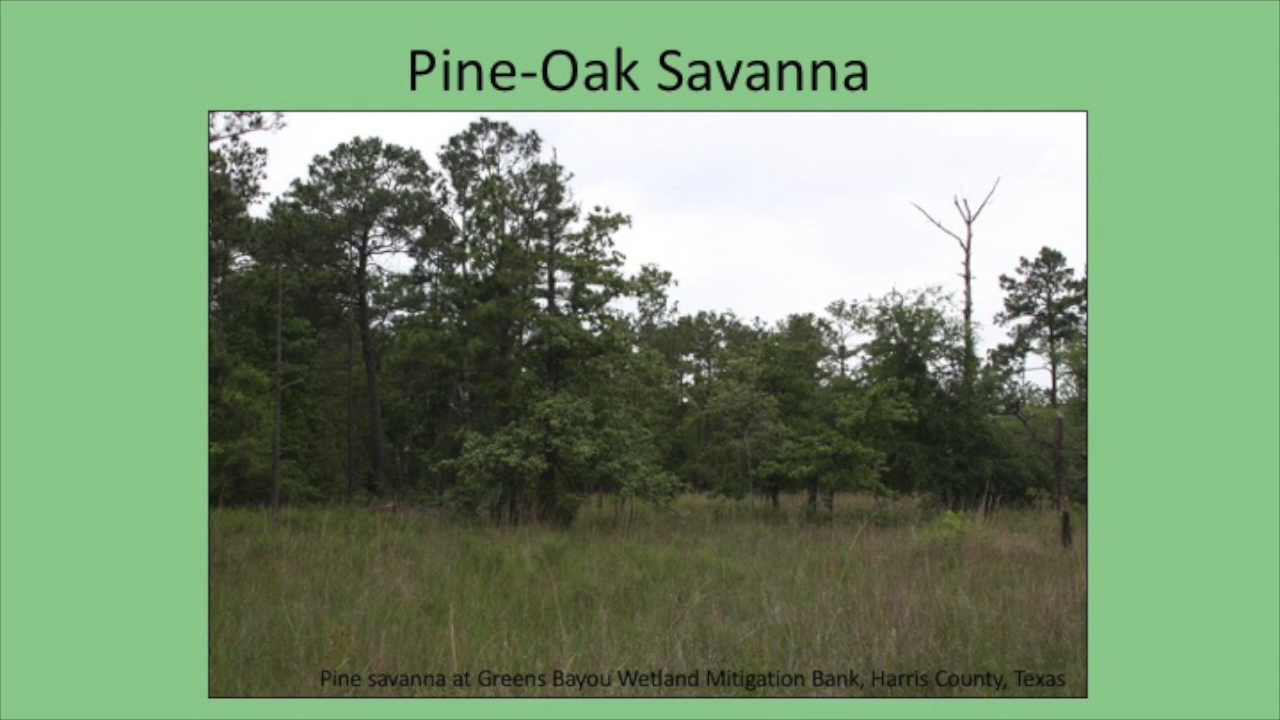 Pine-Oak Savanna
Pine savanna at Greens Bayou Wetland Mitigation Bank, Harris County, Texas